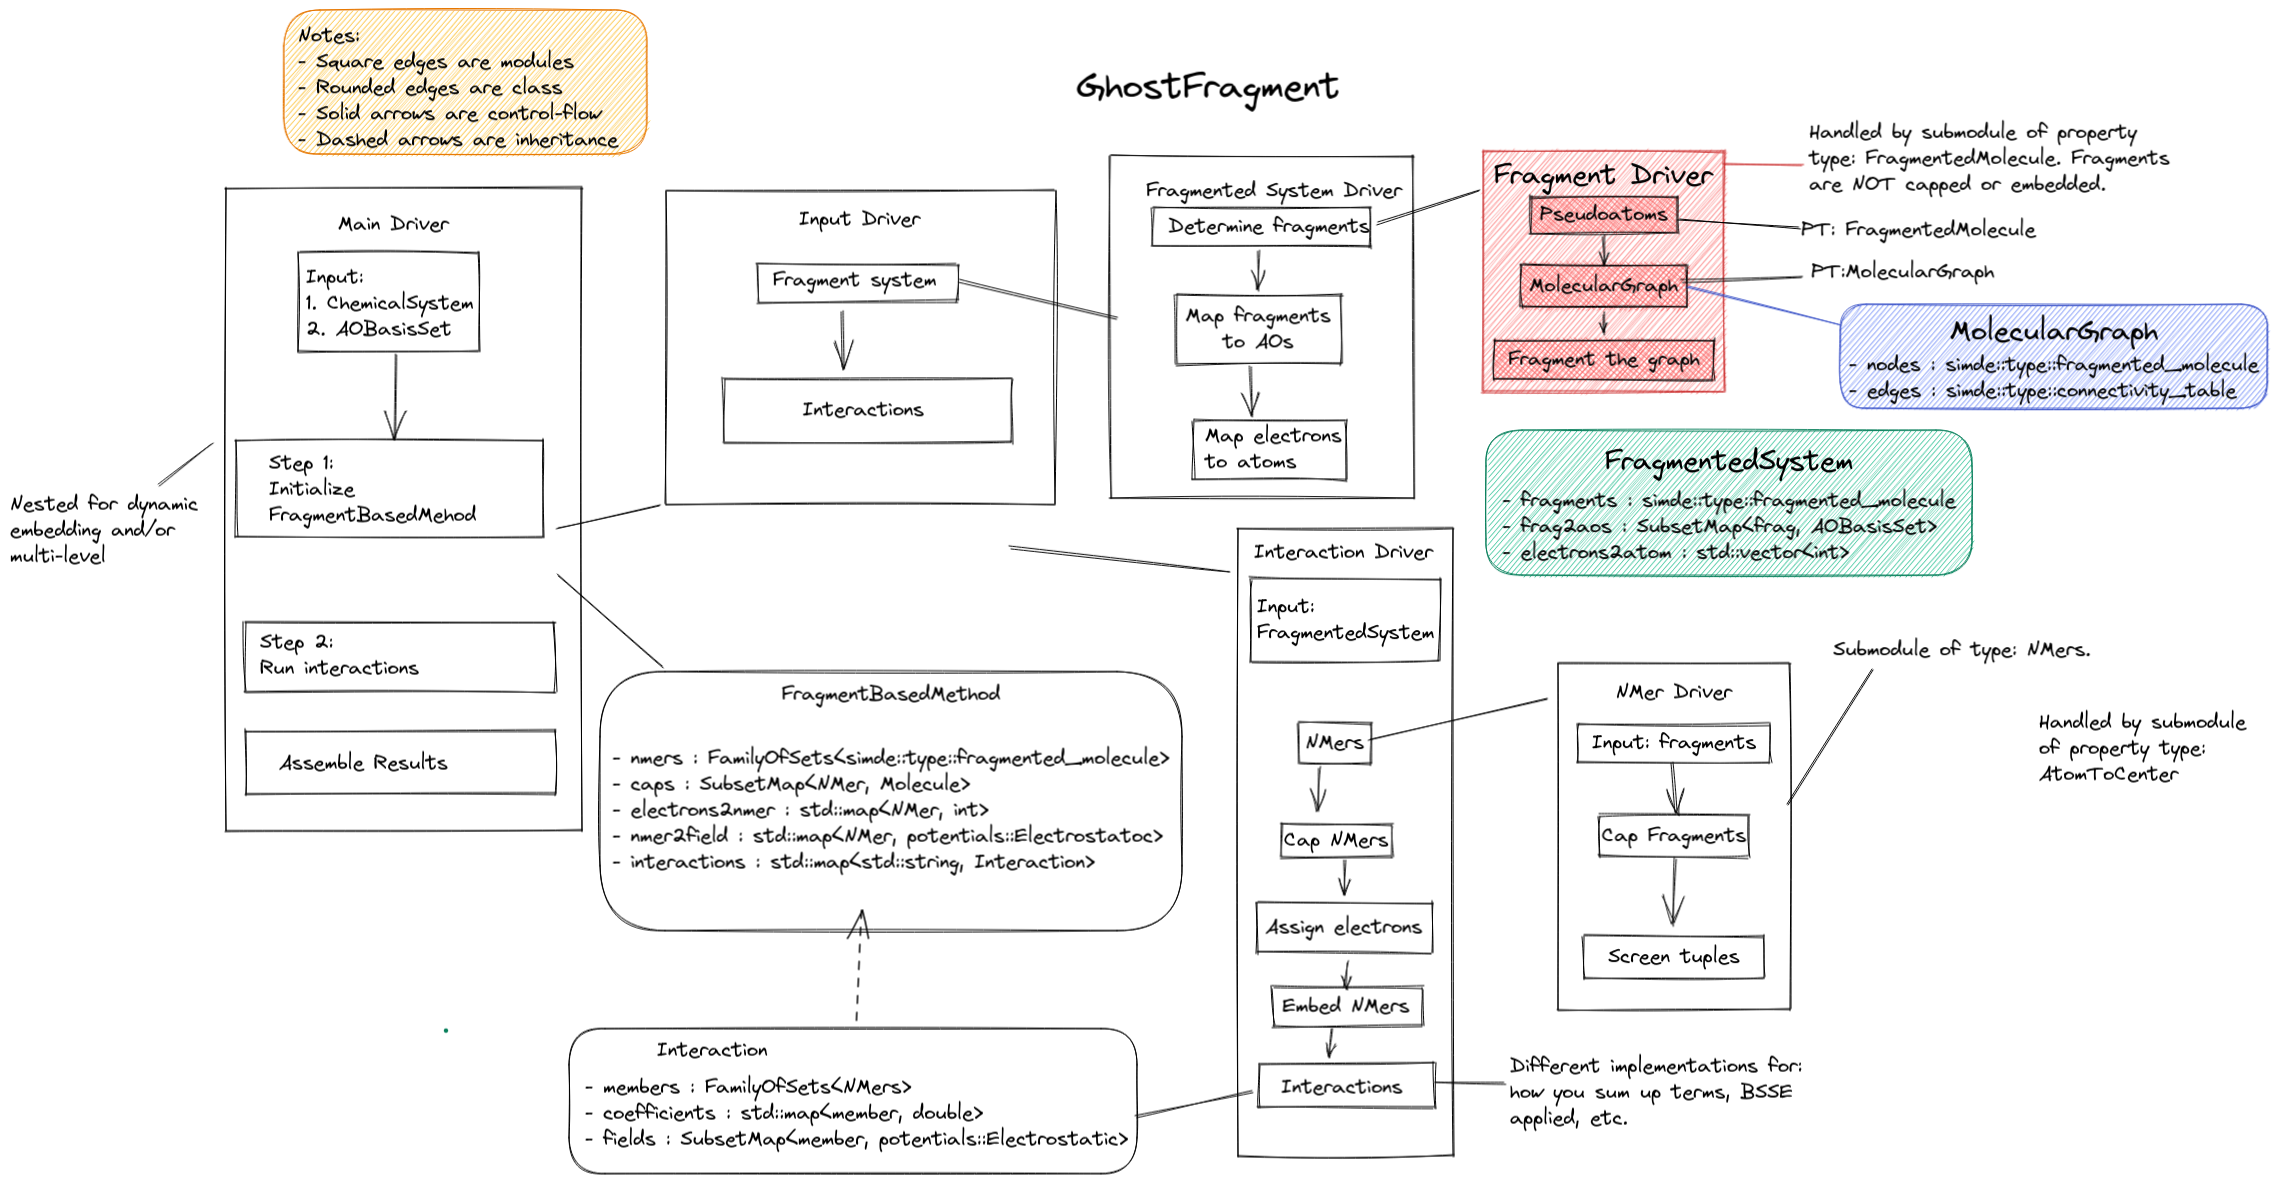 Notes:
- Square edges are modules
- Rounded edges are class
- Solid arrows are control-flow
- Dashed arrows are inheritance
GhostFragment
Main Driver
Input:
1. ChemicalSystem
2. AOBasisSet
Step 1:
Initialize
FragmentBasedMehod
Step 2:
Run interactions
Assemble Results
Nested for dynamic
embedding and/or
multi-level
Input Driver
Fragment system
Interactions
Fragmented System Driver
Determine fragments
Map fragments
to AOs
Map electrons
to atoms
Fragment Driver
Pseudoatoms
MolecularGraph
Fragment the graph
Handled by submodule of property
type: FragmentedMolecule. Fragments
are NOT capped or embedded.
PT: FragmentedMolecule
PT:MolecularGraph
MolecularGraph
- nodes : simde::type::fragmented_molecule
- edges : simde::type::connectivity_table
FragmentedSystem
- fragments : simde::type::fragmented_molecule
- frag2aos : SubsetMap<frag, AOBasisSet>
- electrons2atom : std::vector<int>
FragmentBasedMethod
- nmers : FamilyOfSets<simde::type::fragmented_molecule>
- caps : SubsetMap<NMer, Molecule>
- electrons2nmer : std::map<NMer, int>
- nmer2field : std::map<NMer, potentials::Electrostatoc>
- interactions : std::map<std::string, Interaction>
Interaction
- members : FamilyOfSets<NMers>
- coefficients : std::map<member, double>
- fields : SubsetMap<member, potentials::Electrostatic>
Interaction Driver
Input:
FragmentedSystem
NMers
Cap NMers
Assign electrons
Embed NMers
Interactions
NMer Driver
Input: fragments
Cap Fragments
Screen tuples
Submodule of type: NMers.
Handled by submodule
of property type:
AtomToCenter
Different implementations for:
how you sum up terms, BSSE
applied, etc.